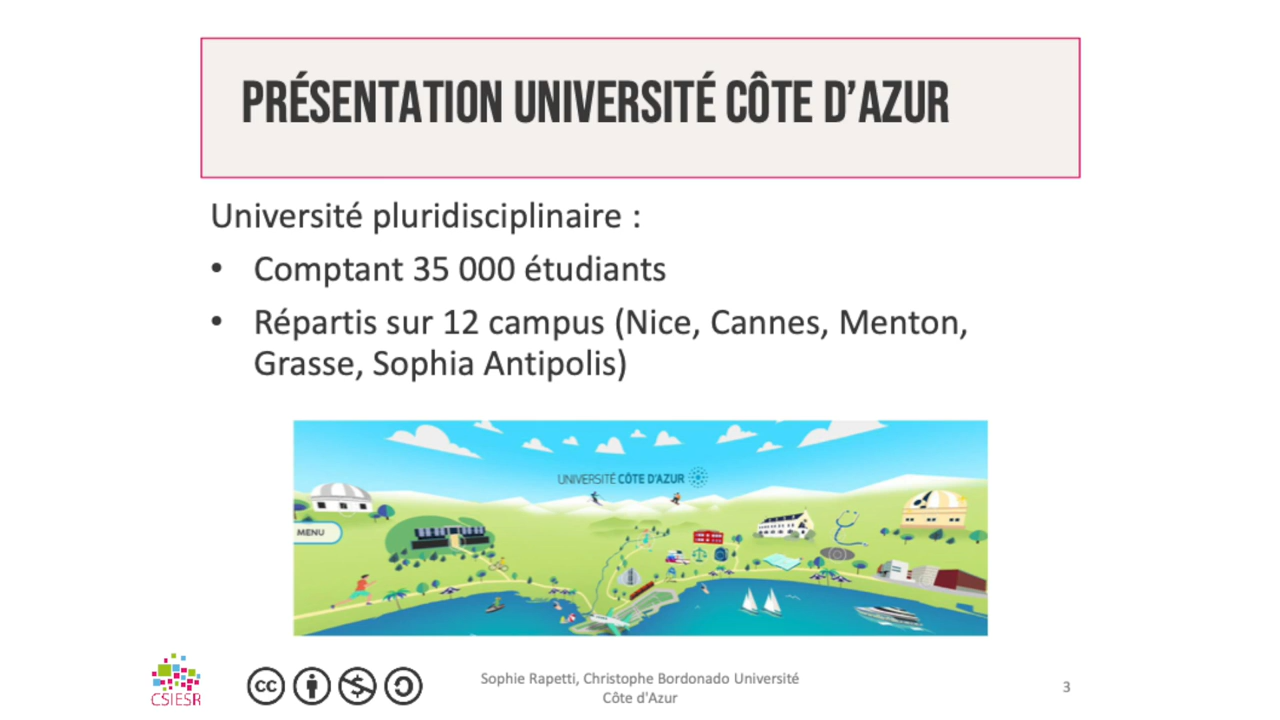 PRÉSENTATION UNIVERSITÉ CÔTE D’AZUR
Université pluridisciplinaire :
• Comptant 35 000 étudiants
• Répartis sur 12 campus (Nice, Cannes, Menton,
Grasse, Sophia Antipolis)
UNIVERSITÉ CÔTE D'AZUR
MENU
CSIESR
cc
Sophie Rapetti, Christophe Bordonado Université
Côte d'Azur
3